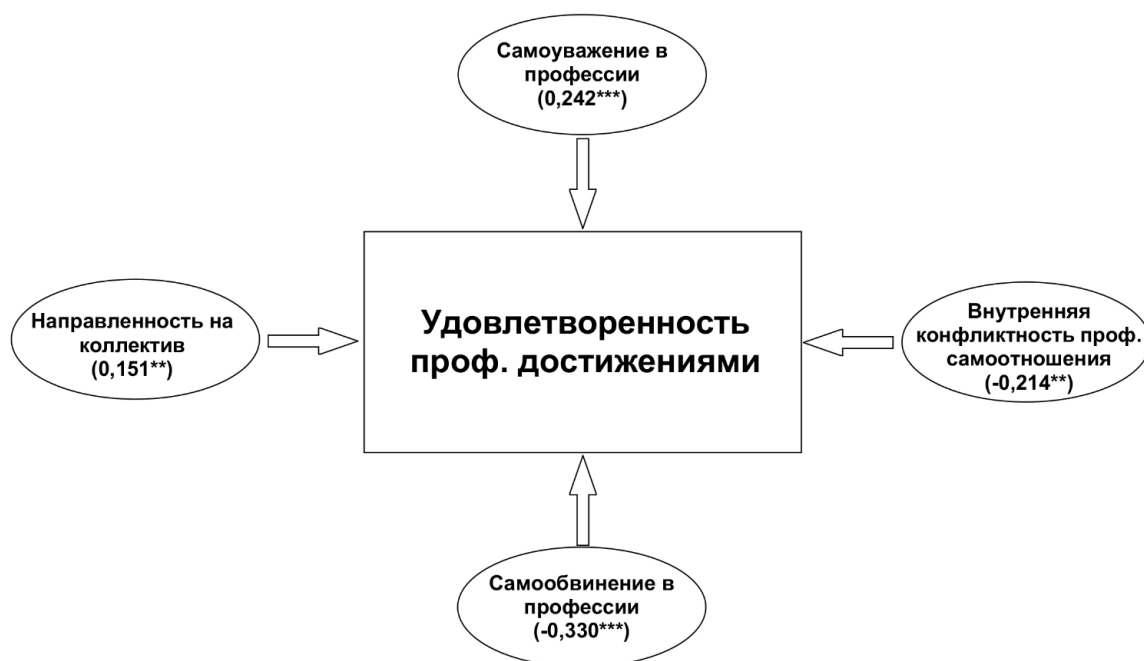 Самоуважение в
профессии
(0,242***)
Направленность на
коллектив
(0,151**)
Удовлетворенность
проф. достижениями
Внутренняя
конфликтность проф.
самоотношения
(-0,214**)
Самообвинение в
профессии
(-0,330***)